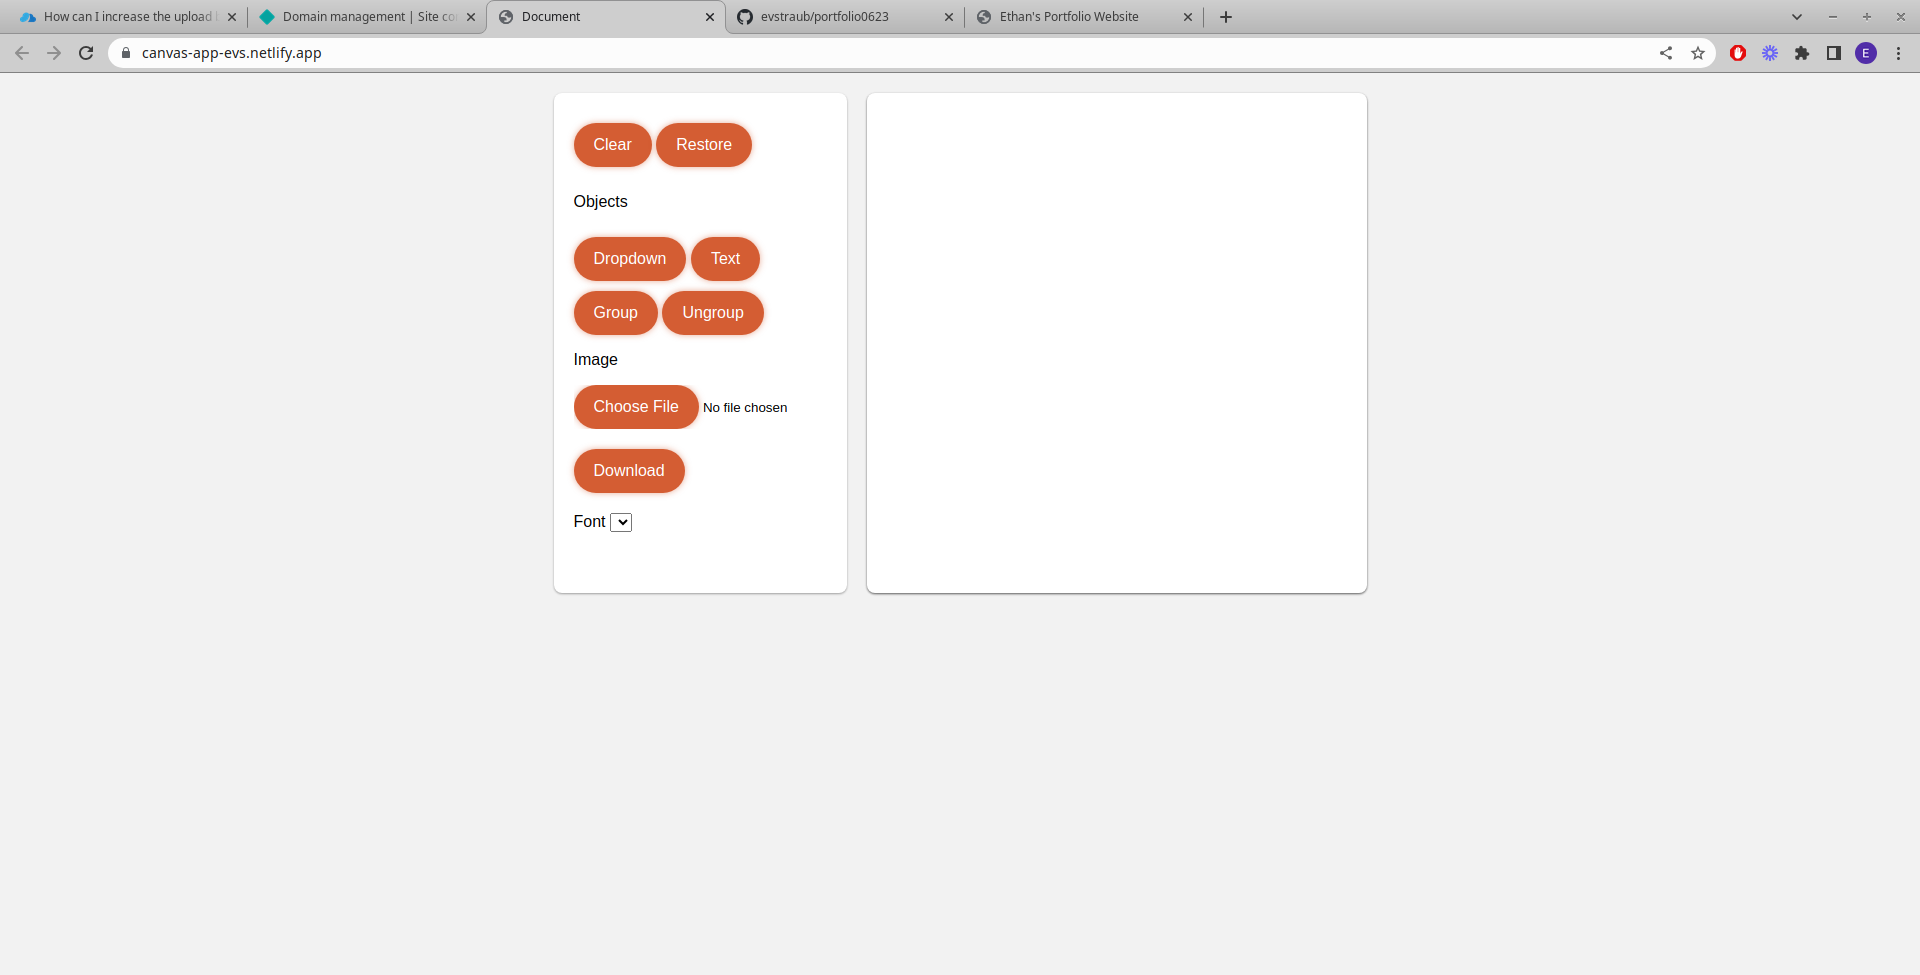 How can I increase the upload
Domain management | Site co
Document
evstraub/portfolio0623
Ethan's Portfolio Website
canvas-app-evs.netlify.app
E
Clear Restore
Objects
Dropdown Text
Group Ungroup
Image
Choose File No file chosen
Download
Font